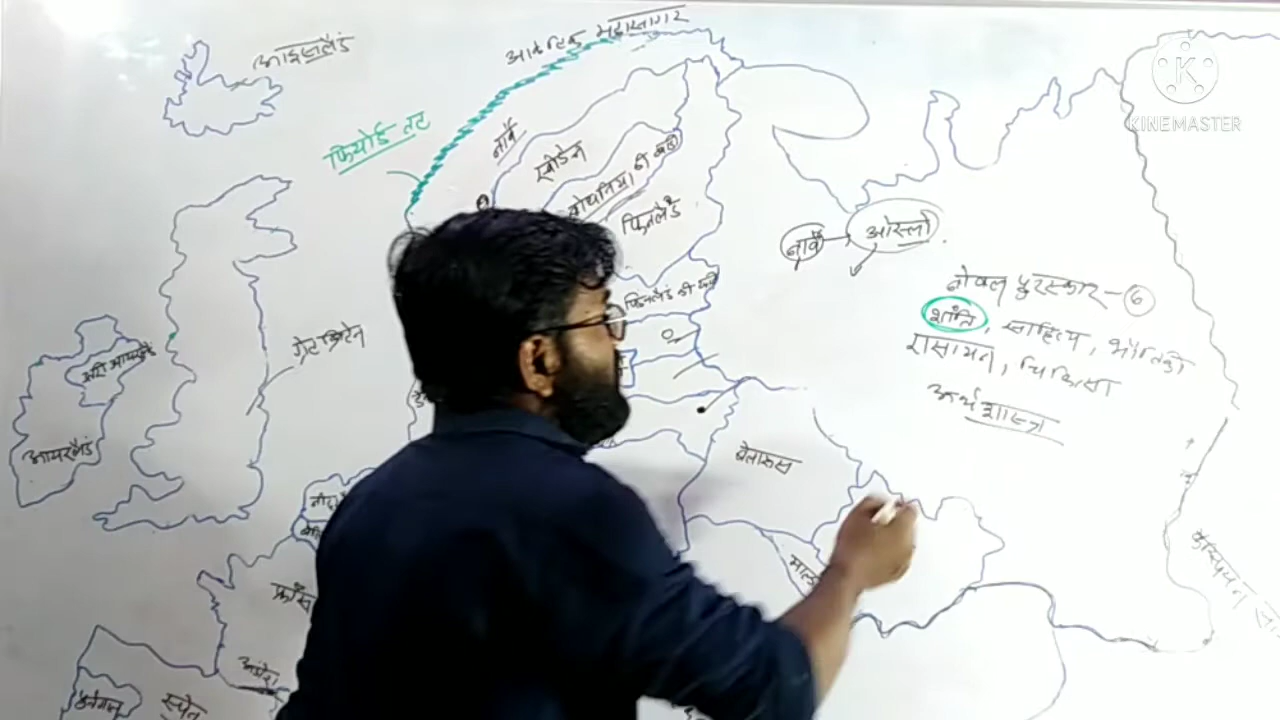 आइसलैंड
आर्कटिक महासागर
KINEMASTER
फियोर्ड तट
नॉर्वे
स्वीडेन
बोथनिया की खाड़ी
फिनलैंड
नार्वे
ओस्लो
फिनलैंड की खाड़ी
नोबल पुरस्कार - 6
शांति, साहित्य, भौतिकी
रसायन, चिकित्सा
अर्थशास्त्र
ग्रेट ब्रिटेन
आयरलैंड
बेलारूस
फ्रांस
अंडोरा
स्पेन
कैस्पियन